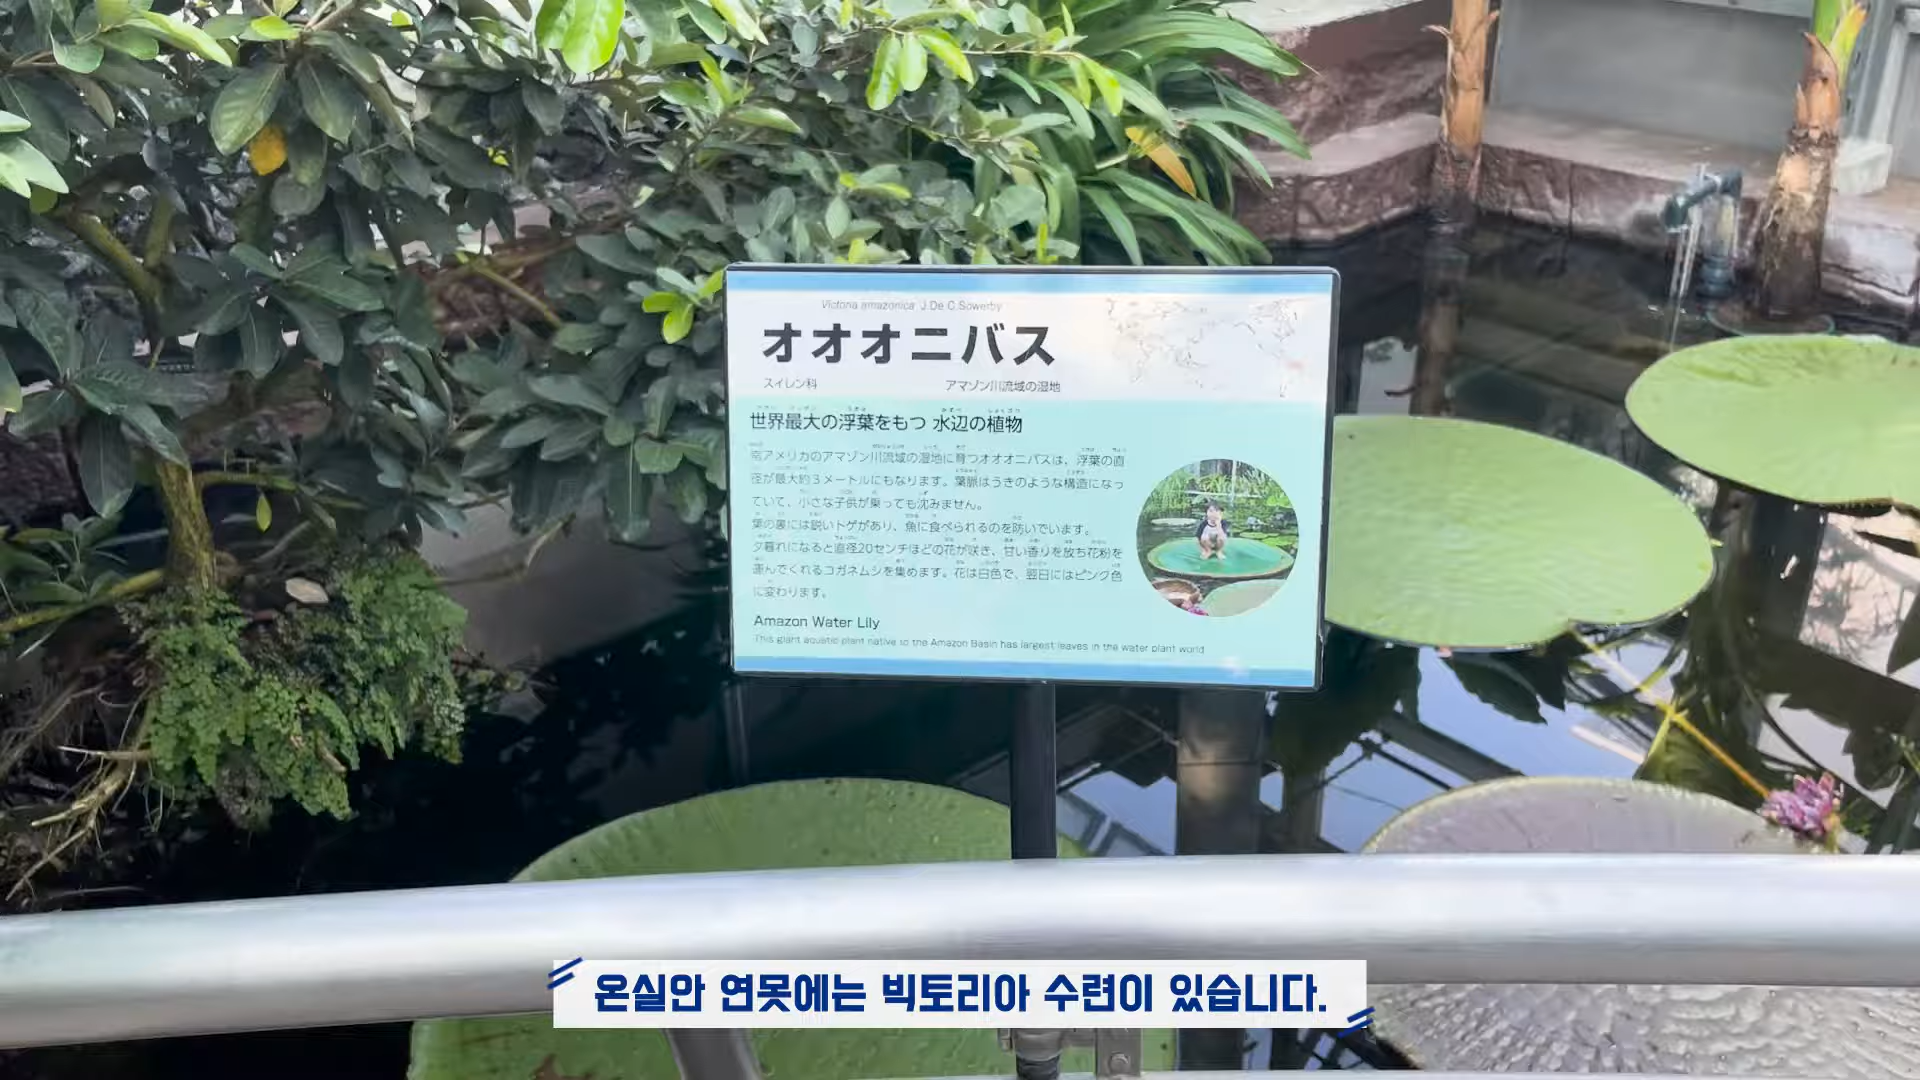 Victoria amazonica J.De C.Sowerby
オオオニバス
スイレン科 アマゾン川流域の湿地
世界最大の浮葉をもつ 水辺の植物
南アメリカのアマゾン川流域の湿地に育つオオオニバスは、浮葉の直
径が最大約3メートルにもなります。葉脈はうきのような構造になっ
ていて、小さな子供が乗っても沈みません。
葉の裏には鋭いトゲがあり、魚に食べられるのを防いでいます。
夕暮れになると直径20センチほどの花が咲き、甘い香りを放ち花粉を
運んでくれるコガネムシを集めます。花は白色で、翌日にはピンク色
に変わります。
Amazon Water Lily
This giant aquatic plant native to the Amazon Basin has largest leaves in the water plant world
온실안 연못에는 빅토리아 수련이 있습니다.